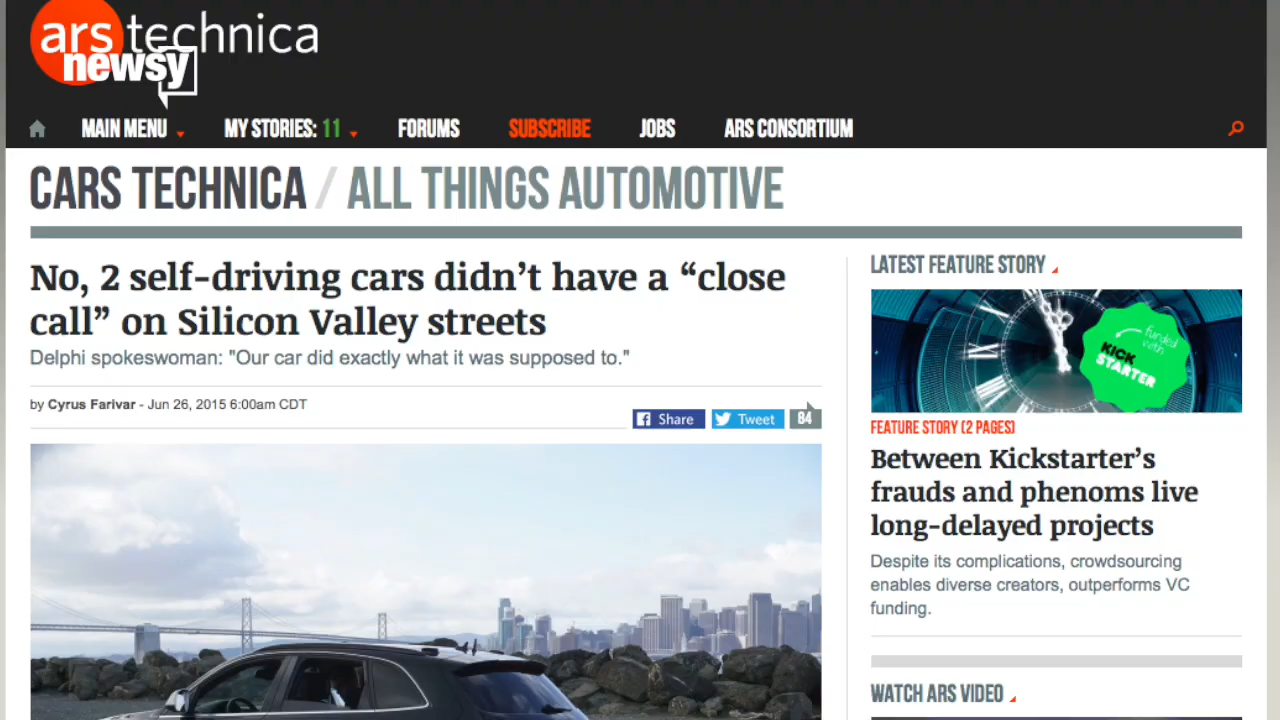 ars technica
newsy
MAIN MENU
MY STORIES: 11
FORUMS
SUBSCRIBE
JOBS
ARS CONSORTIUM
CARS TECHNICA / ALL THINGS AUTOMOTIVE
No, 2 self-driving cars didn’t have a “close
call” on Silicon Valley streets
Delphi spokeswoman: "Our car did exactly what it was supposed to."
by Cyrus Farivar - Jun 26, 2015 6:00am CDT
Share
Tweet
84
LATEST FEATURE STORY
funded
with
KICK
STARTER
FEATURE STORY (2 PAGES)
Between Kickstarter’s
frauds and phenoms live
long-delayed projects
Despite its complications, crowdsourcing
enables diverse creators, outperforms VC
funding.
WATCH ARS VIDEO